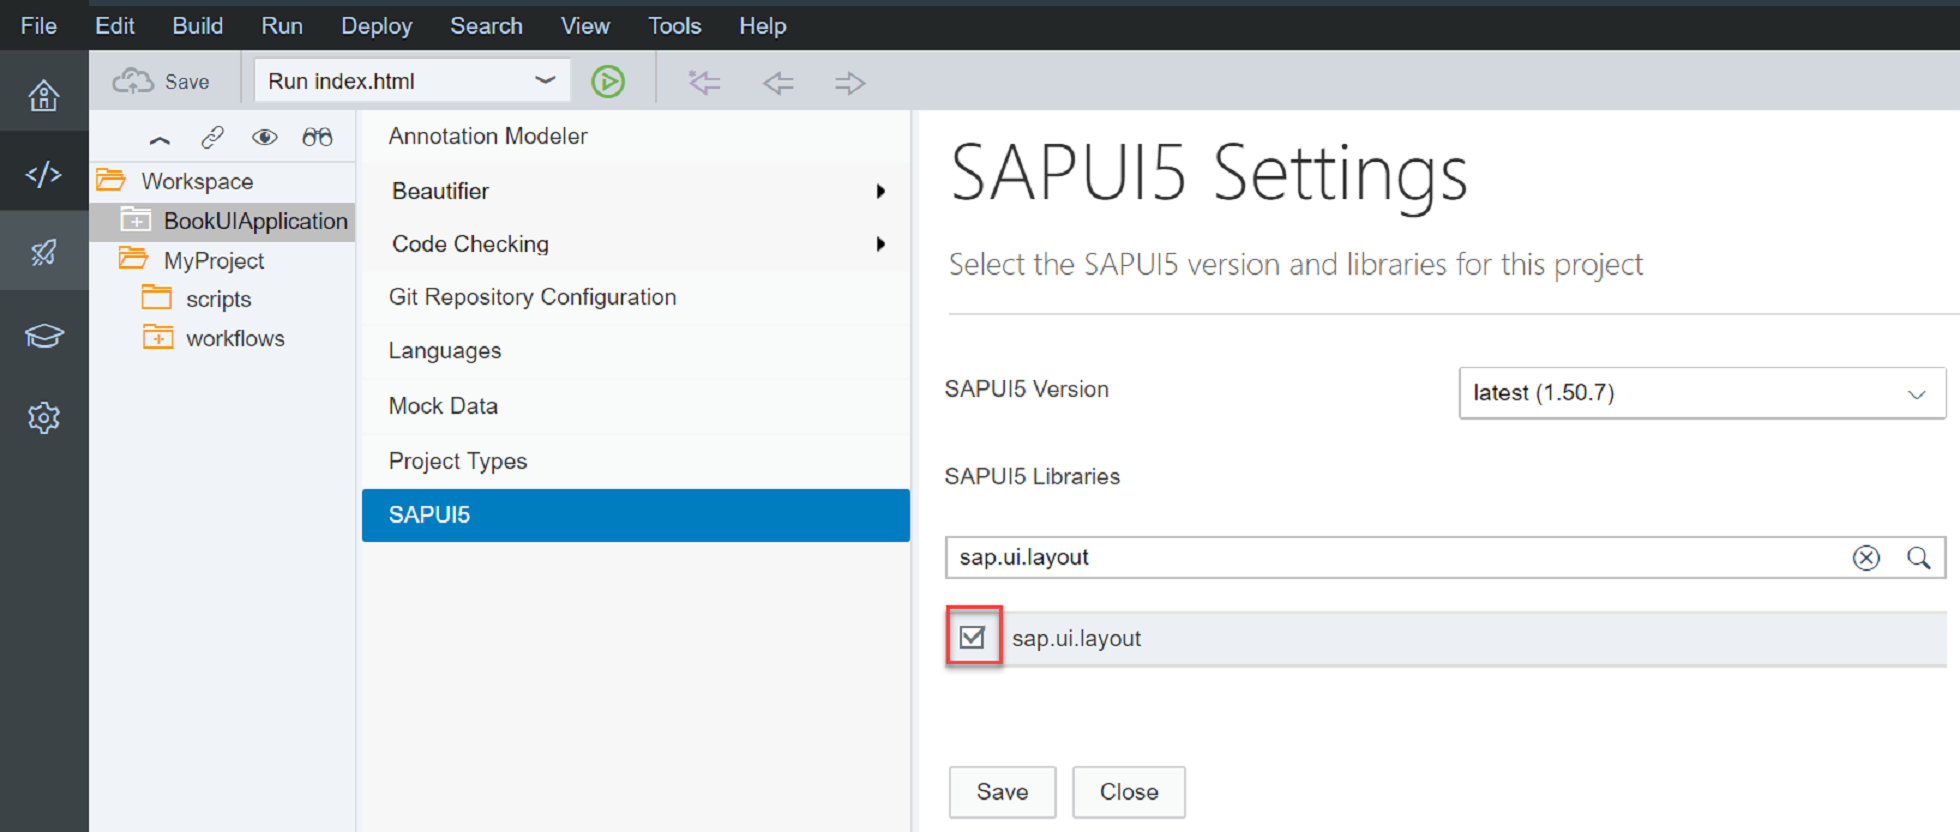 File Edit Build Run Deploy Search View Tools Help
Save Run index.html
Workspace
BookUIApplication
MyProject
scripts
workflows
Annotation Modeler
Beautifier
Code Checking
Git Repository Configuration
Languages
Mock Data
Project Types
SAPUI5
SAPUI5 Settings
Select the SAPUI5 version and libraries for this project
SAPUI5 Version latest (1.50.7)
SAPUI5 Libraries
sap.ui.layout
sap.ui.layout
Save Close